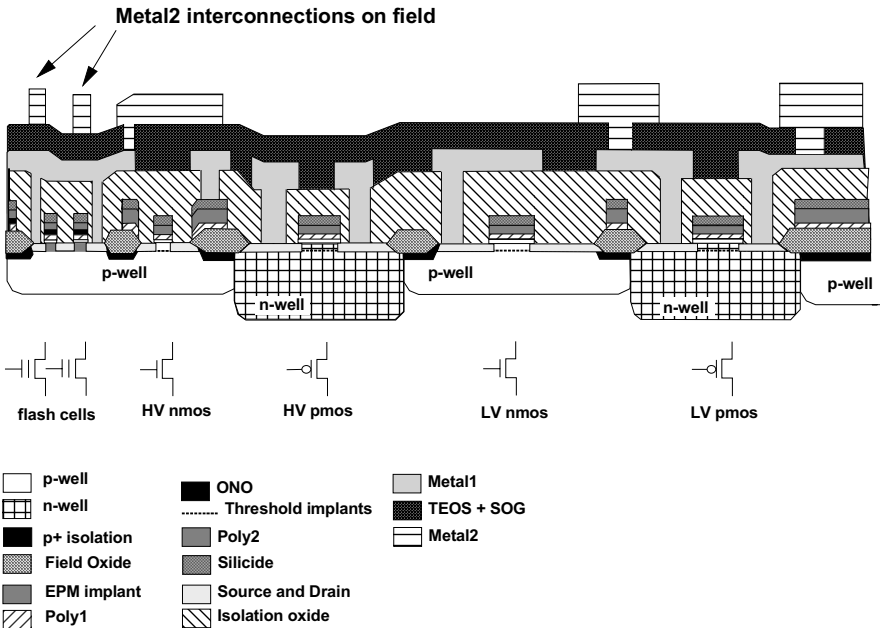 Metal2 interconnections on field
p-well
n-well
p-well
n-well
p-well
flash cells
HV nmos
HV pmos
LV nmos
LV pmos
p-well
n-well
p+ isolation
Field Oxide
EPM implant
Poly1
ONO
Threshold implants
Poly2
Silicide
Source and Drain
Isolation oxide
Metal1
TEOS + SOG
Metal2